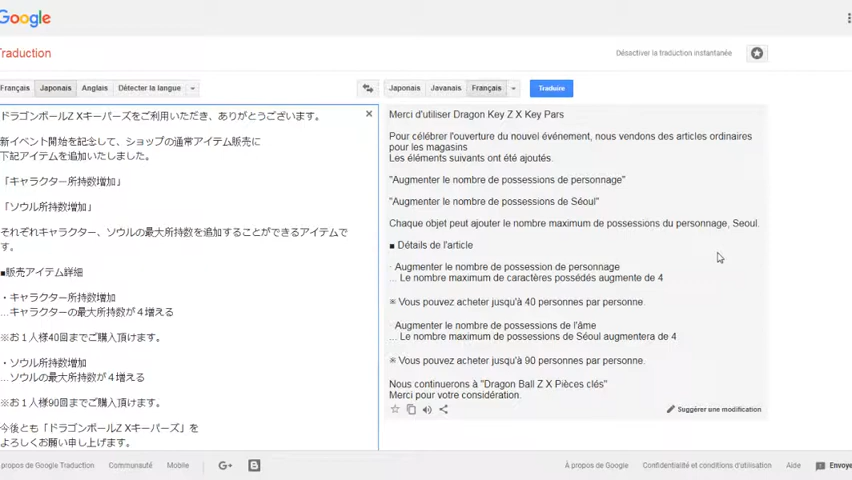 Google
Traduction
Désactiver la traduction instantanée
Français Japonais Anglais Détecter la langue
Japonais Javanais Français Traduire
ドラゴンボールZ Xキーパーズをご利用いただき、ありがとうございます。
新イベント開始を記念して、ショップの通常アイテム販売に
下記アイテムを追加いたしました。
「キャラクター所持数増加」
「ソウル所持数増加」
それぞれキャラクター、ソウルの最大所持数を追加することができるアイテムで
す。
■販売アイテム詳細
・キャラクター所持数増加
...キャラクターの最大所持数が４増える
※お１人様40回までご購入頂けます。
・ソウル所持数増加
...ソウルの最大所持数が４増える
※お１人様90回までご購入頂けます。
今後とも「ドラゴンボールZ Xキーパーズ」を
よろしくお願い申し上げます。
Merci d'utiliser Dragon Key Z X Key Pars
Pour célébrer l'ouverture du nouvel événement, nous vendons des articles ordinaires
pour les magasins
Les éléments suivants ont été ajoutés.
"Augmenter le nombre de possessions de personnage"
"Augmenter le nombre de possessions de Séoul"
Chaque objet peut ajouter le nombre maximum de possessions du personnage, Seoul.
■ Détails de l'article
· Augmenter le nombre de possession de personnage
... Le nombre maximum de caractères possédés augmente de 4
※ Vous pouvez acheter jusqu'à 40 personnes par personne.
· Augmenter le nombre de possessions de l'âme
... Le nombre maximum de possessions de Séoul augmentera de 4
※ Vous pouvez acheter jusqu'à 90 personnes par personne.
Nous continuerons à "Dragon Ball Z X Pièces clés"
Merci pour votre considération.
Suggérer une modification
propos de Google Traduction Communauté Mobile G+ B
À propos de Google Confidentialité et conditions d'utilisation Aide Envoye